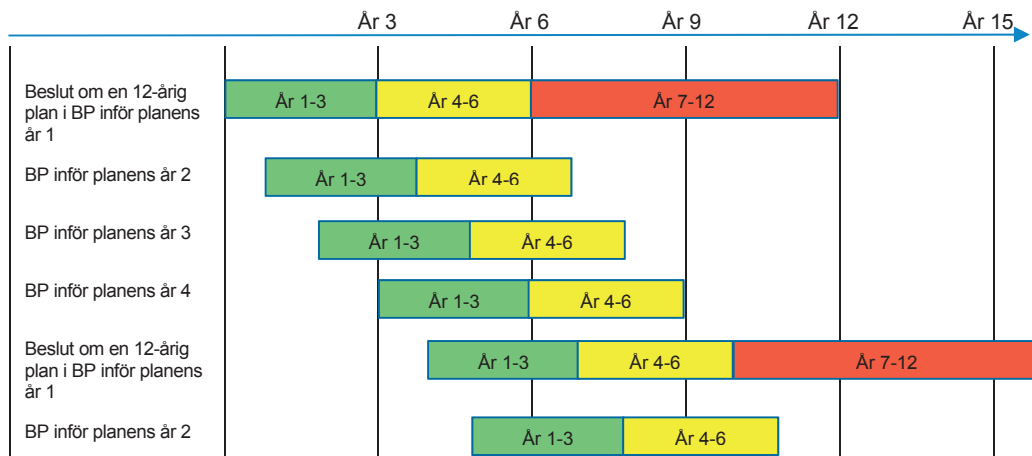 År 3 År 6 År 9 År 12 År 15
Beslut om en 12-årig
plan i BP inför planens
år 1
År 1-3 År 4-6 År 7-12
BP inför planens år 2
År 1-3 År 4-6
BP inför planens år 3
År 1-3 År 4-6
BP inför planens år 4
År 1-3 År 4-6
Beslut om en 12-årig
plan i BP inför planens
år 1
År 1-3 År 4-6 År 7-12
BP inför planens år 2
År 1-3 År 4-6